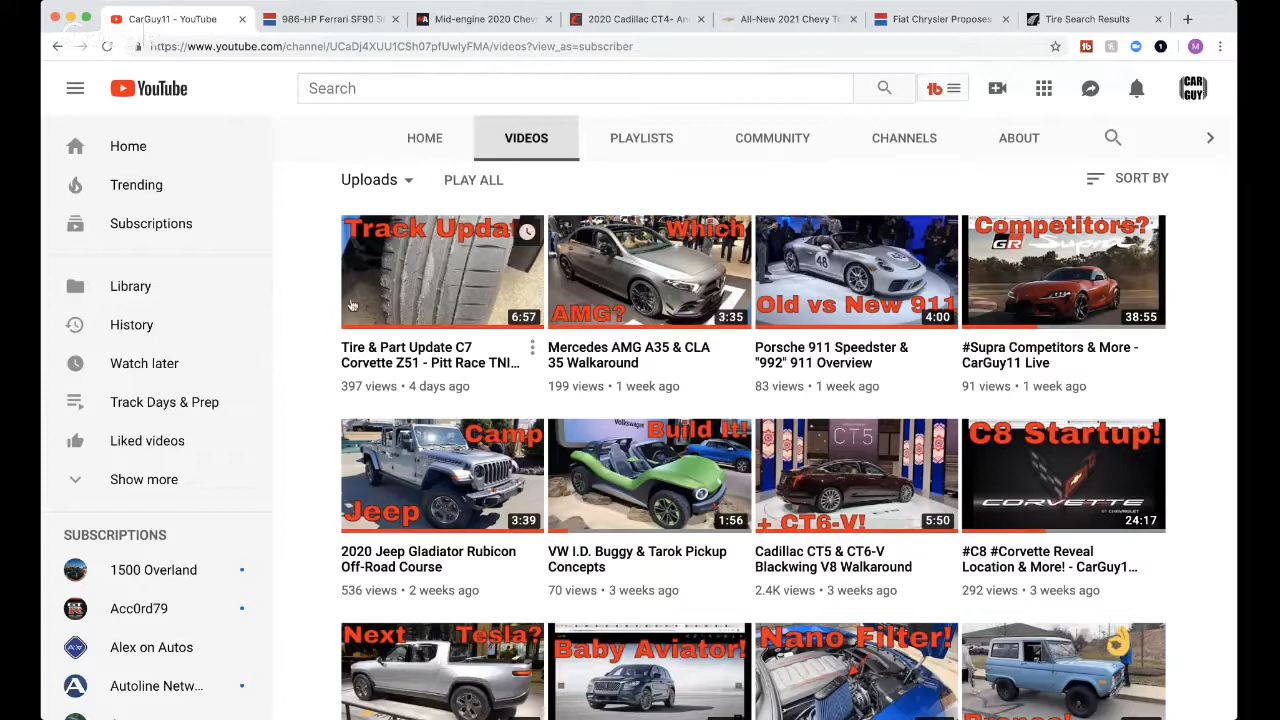 CarGuy11 - YouTube
986-HP Ferrari SF90 S
Mid-engine 2020 Chev
2020 Cadillac CT4- An
All-New 2021 Chevy T
Fiat Chrysler Proposes
Tire Search Results
https://www.youtube.com/channel/UCaDj4XUU1CSh07pfUwIyFMA/videos?view_as=subscriber
YouTube
Search
CAR
GUY
HOME
VIDEOS
PLAYLISTS
COMMUNITY
CHANNELS
ABOUT
Home
Trending
Subscriptions
Library
History
Watch later
Track Days & Prep
Liked videos
Show more
SUBSCRIPTIONS
1500 Overland
Acc0rd79
Alex on Autos
Autoline Netw...
Uploads
PLAY ALL
SORT BY
Track Updat
6:57
Tire & Part Update C7
Corvette Z51 - Pitt Race TNI...
397 views • 4 days ago
Which
AMG?
3:35
Mercedes AMG A35 & CLA
35 Walkaround
199 views • 1 week ago
48
Old vs New 911
4:00
Porsche 911 Speedster &
"992" 911 Overview
83 views • 1 week ago
Competitors?
GR Supra
38:55
#Supra Competitors & More -
CarGuy11 Live
91 views • 1 week ago
Camp
Jeep
3:39
2020 Jeep Gladiator Rubicon
Off-Road Course
536 views • 2 weeks ago
Volkswagen
Build It!
1:56
VW I.D. Buggy & Tarok Pickup
Concepts
70 views • 3 weeks ago
CT5
+ CT6-V!
5:50
Cadillac CT5 & CT6-V
Blackwing V8 Walkaround
2.4K views • 3 weeks ago
C8 Startup!
CORVETTE
BY CHEVROLET
24:17
#C8 #Corvette Reveal
Location & More! - CarGuy1...
292 views • 3 weeks ago
Next Tesla?
Baby Aviator!
Nano Filter!